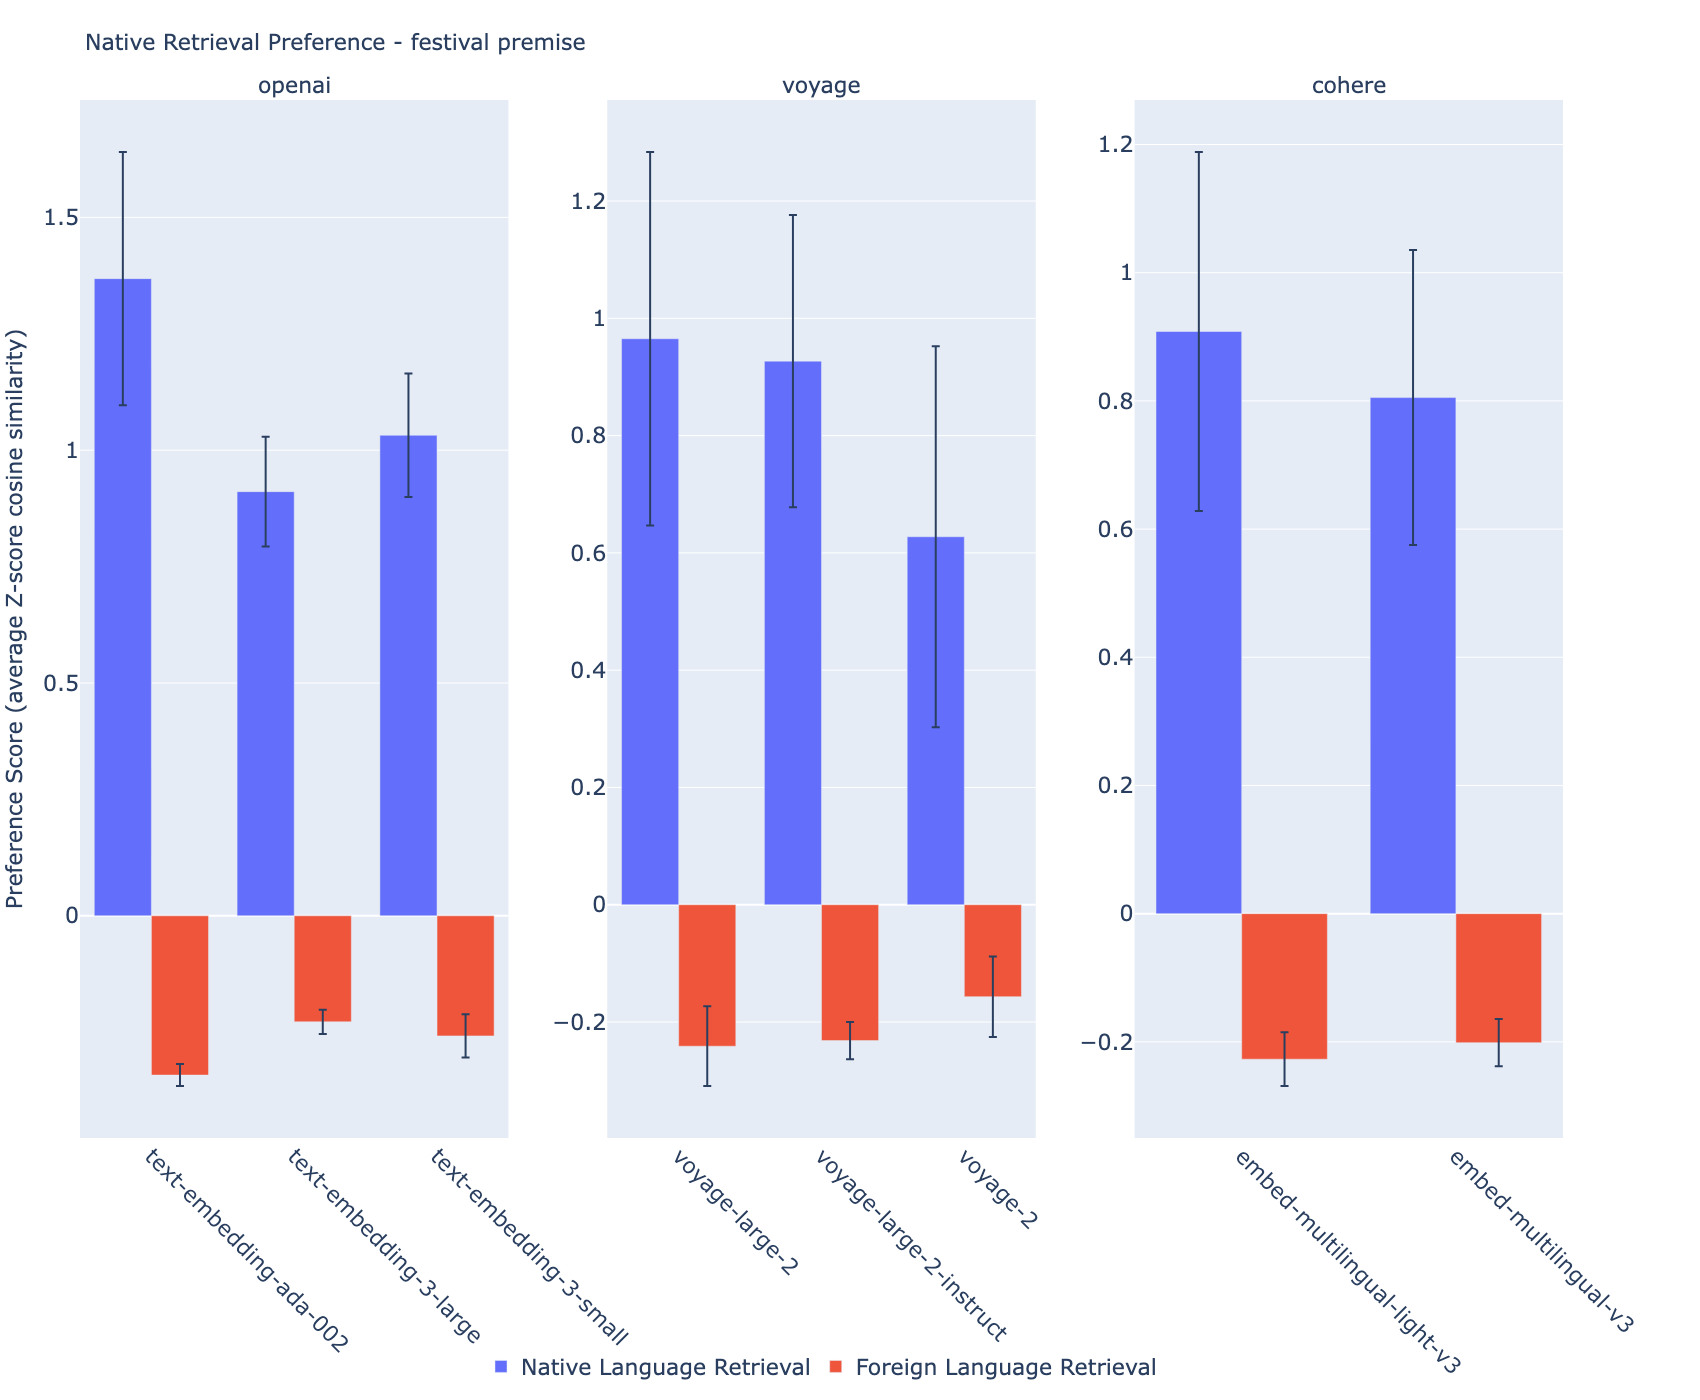 Native Retrieval Preference - festival premise
openai
voyage
cohere
Preference Score (average Z-score cosine similarity)
1.5
1
0.5
0
1.2
1
0.8
0.6
0.4
0.2
0
−0.2
1.2
1
0.8
0.6
0.4
0.2
0
−0.2
text-embedding-ada-002
text-embedding-3-large
text-embedding-3-small
voyage-large-2
voyage-large-2-instruct
voyage-2
embed-multilingual-light-v3
embed-multilingual-v3
Native Language Retrieval
Foreign Language Retrieval